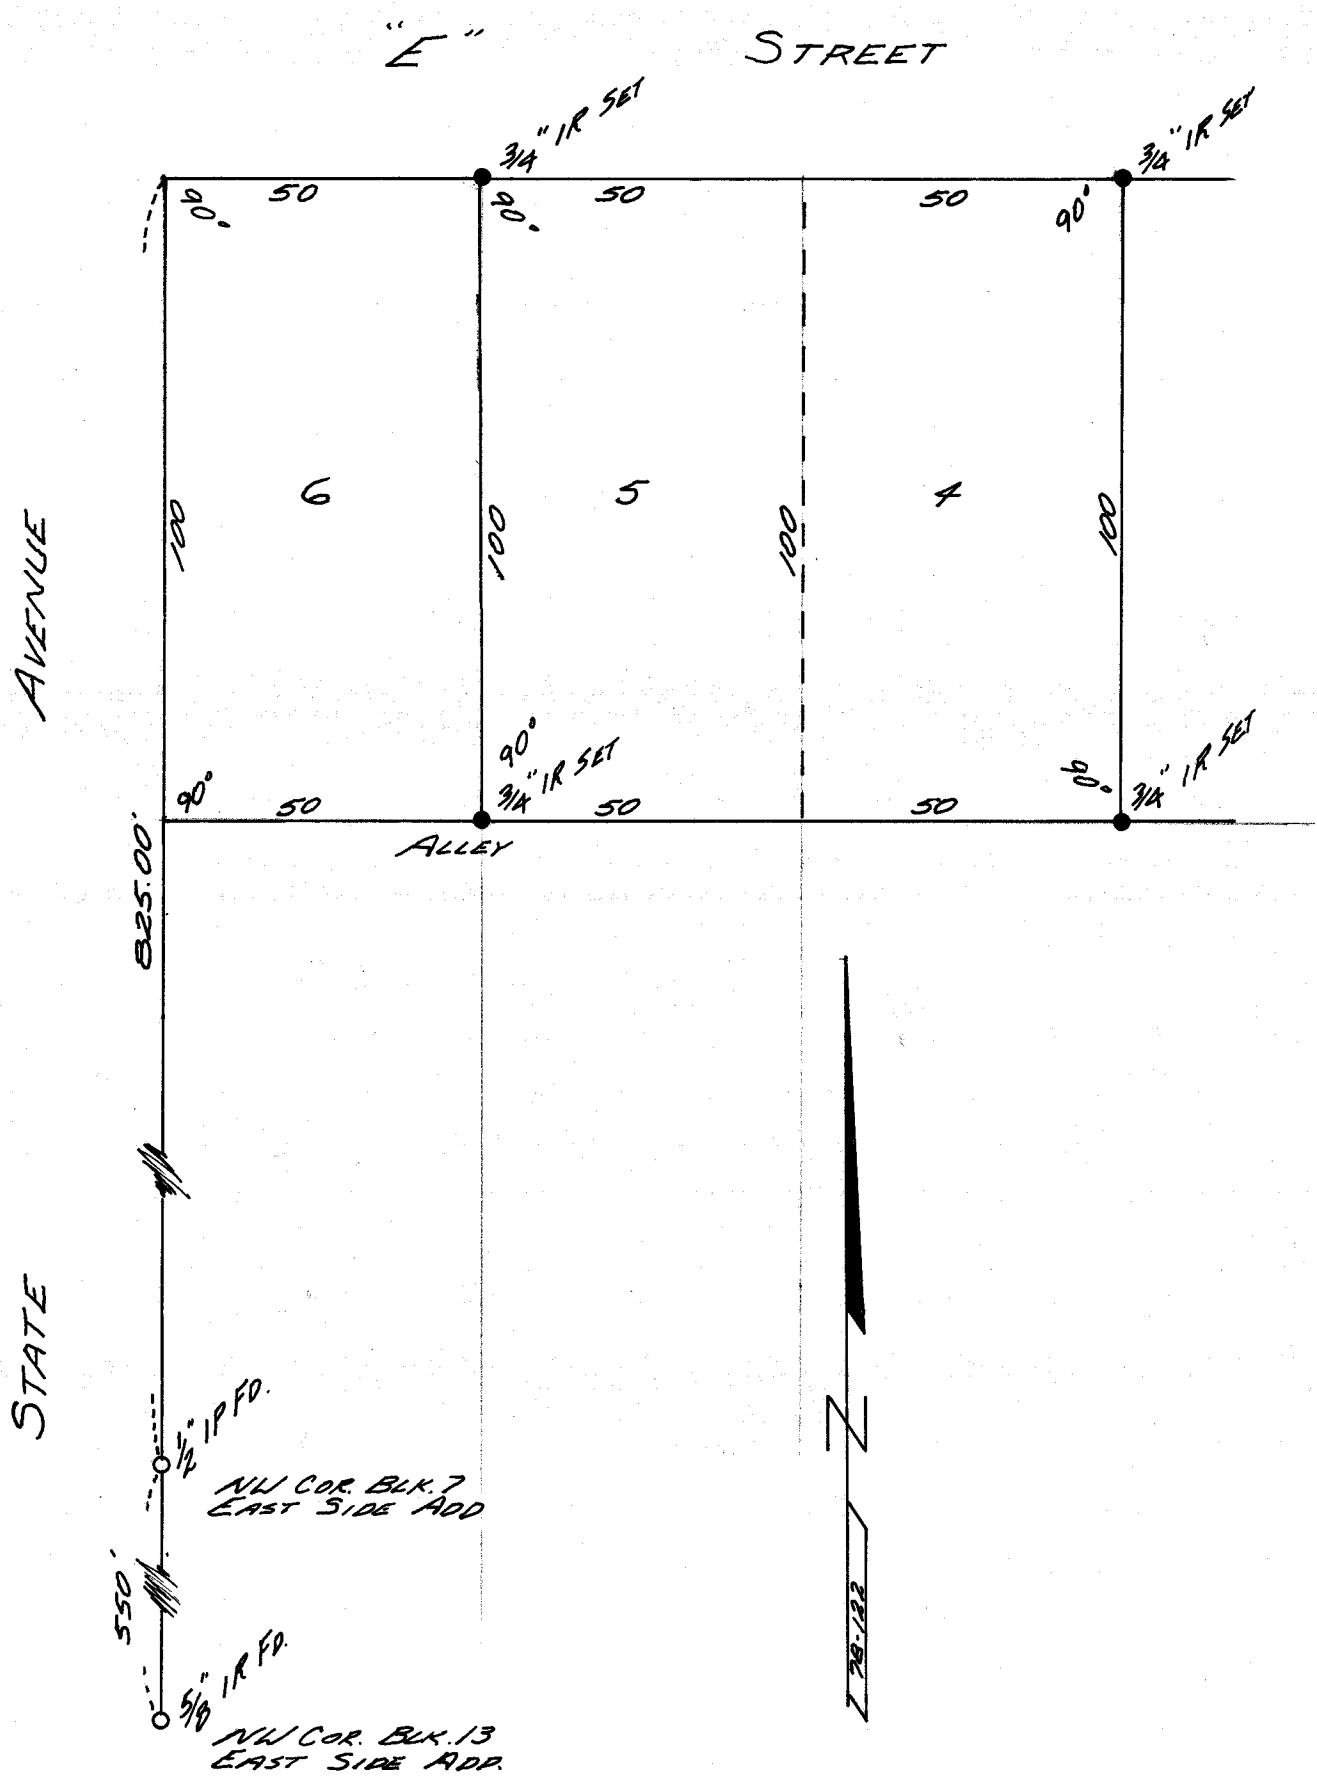 "E" STREET
3/4" IR SET
3/4" IR SET
90°
50
90°
50
50
90°
6
5
4
100
100
100
100
AVENUE
90°
50
90°
3/4" IR SET
50
50
90°
3/4" IR SET
ALLEY
825.00'
STATE
1/2" IP FD.
NW COR. BLK. 7
EAST SIDE ADD
N
550'
78-122
5/8" IR FD.
NW COR. BLK. 13
EAST SIDE ADD.